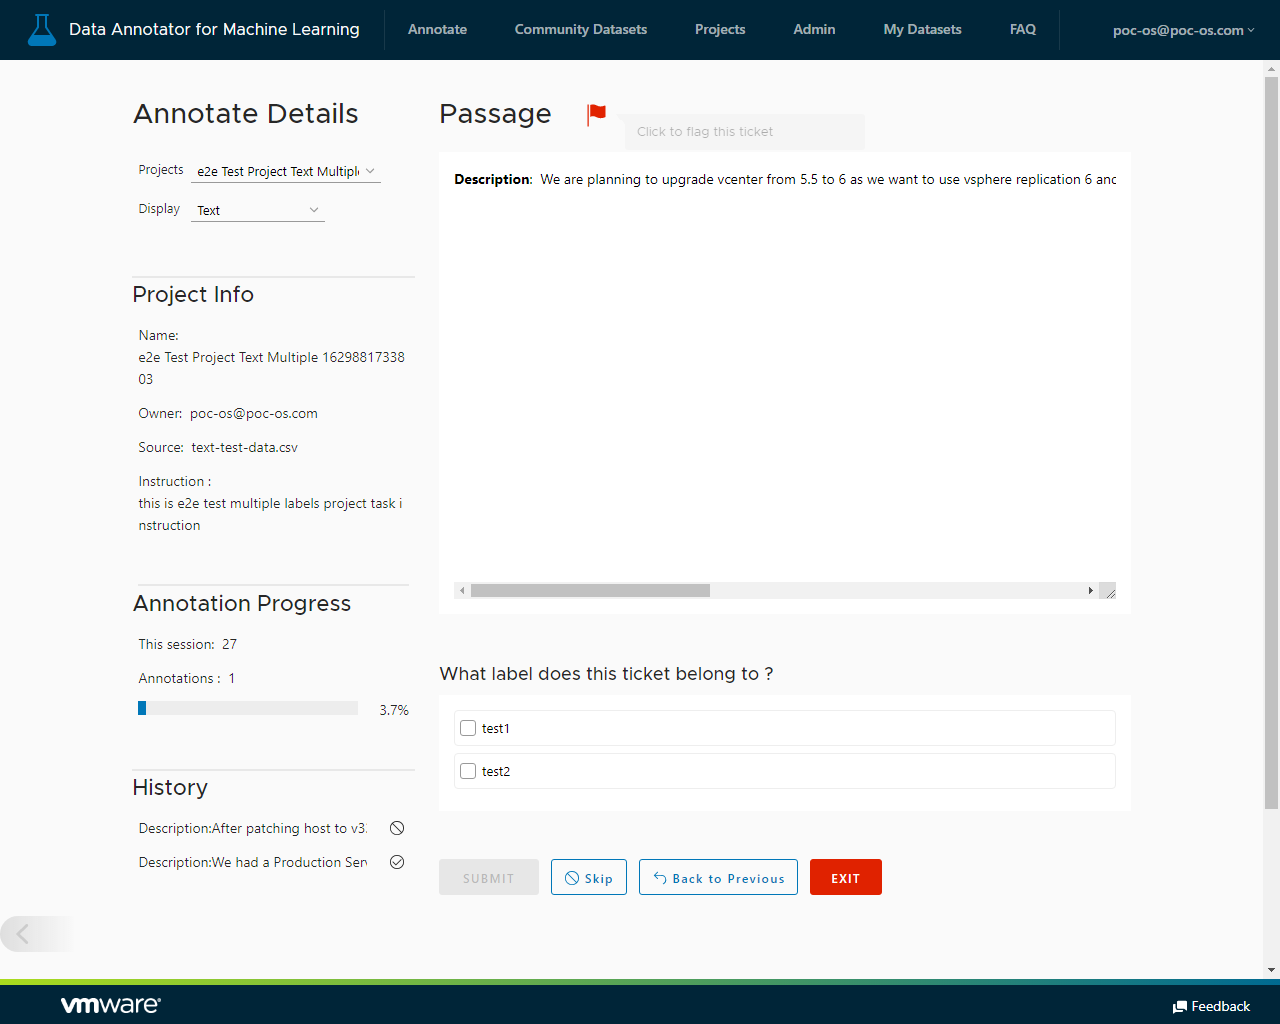 Data Annotator for Machine Learning
Annotate
Community Datasets
Projects
Admin
My Datasets
FAQ
poc-os@poc-os.com
Annotate Details
Projects
e2e Test Project Text Multiple
Display
Text
Project Info
Name:
e2e Test Project Text Multiple 16298817338
03
Owner: poc-os@poc-os.com
Source: text-test-data.csv
Instruction :
this is e2e test multiple labels project task i
nstruction
Annotation Progress
This session: 27
Annotations : 1
3.7%
History
Description:After patching host to v3
Description:We had a Production Ser
Passage
Click to flag this ticket
Description: We are planning to upgrade vcenter from 5.5 to 6 as we want to use vsphere replication 6 and
What label does this ticket belong to ?
test1
test2
SUBMIT
Skip
Back to Previous
EXIT
vmware
Feedback